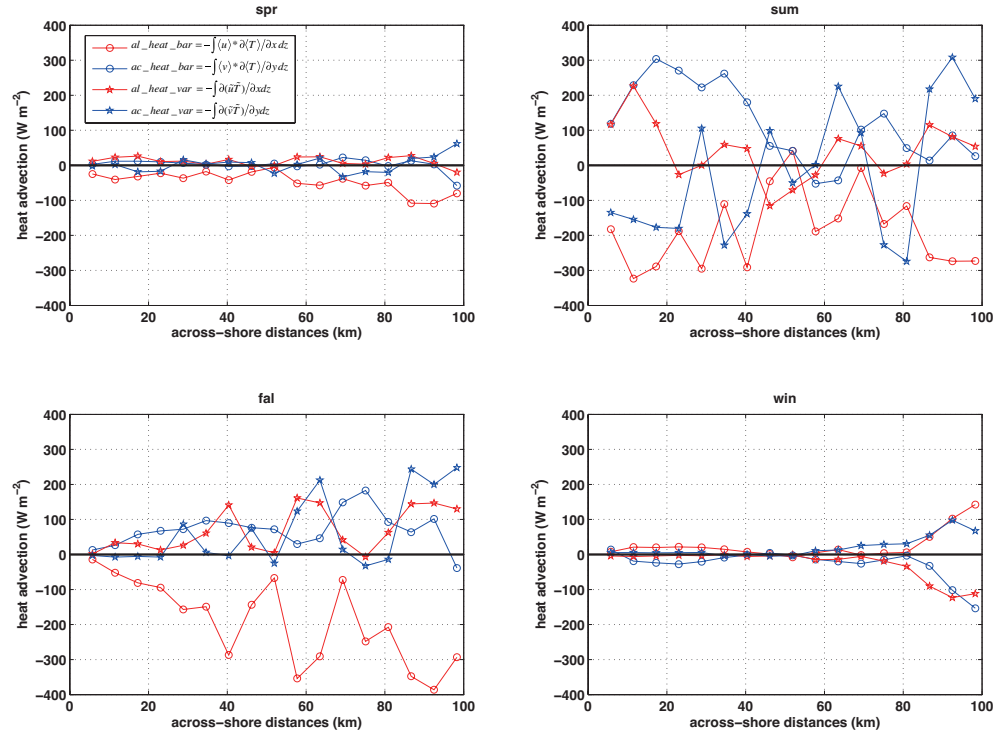 spr
400
300
200
100
0
−100
−200
−300
−400
heat advection (W m⁻²)
al_heat_bar = −∫⟨u⟩* ∂⟨T⟩/∂xdz
ac_heat_bar = −∫⟨v⟩* ∂⟨T⟩/∂ydz
al_heat_var = −∫∂(ũT̃)/∂xdz
ac_heat_var = −∫∂(ṽT̃)/∂ydz
0 20 40 60 80 100
across−shore distances (km)
sum
400
300
200
100
0
−100
−200
−300
−400
heat advection (W m⁻²)
0 20 40 60 80 100
across−shore distances (km)
fal
400
300
200
100
0
−100
−200
−300
−400
heat advection (W m⁻²)
0 20 40 60 80 100
across−shore distances (km)
win
400
300
200
100
0
−100
−200
−300
−400
heat advection (W m⁻²)
0 20 40 60 80 100
across−shore distances (km)